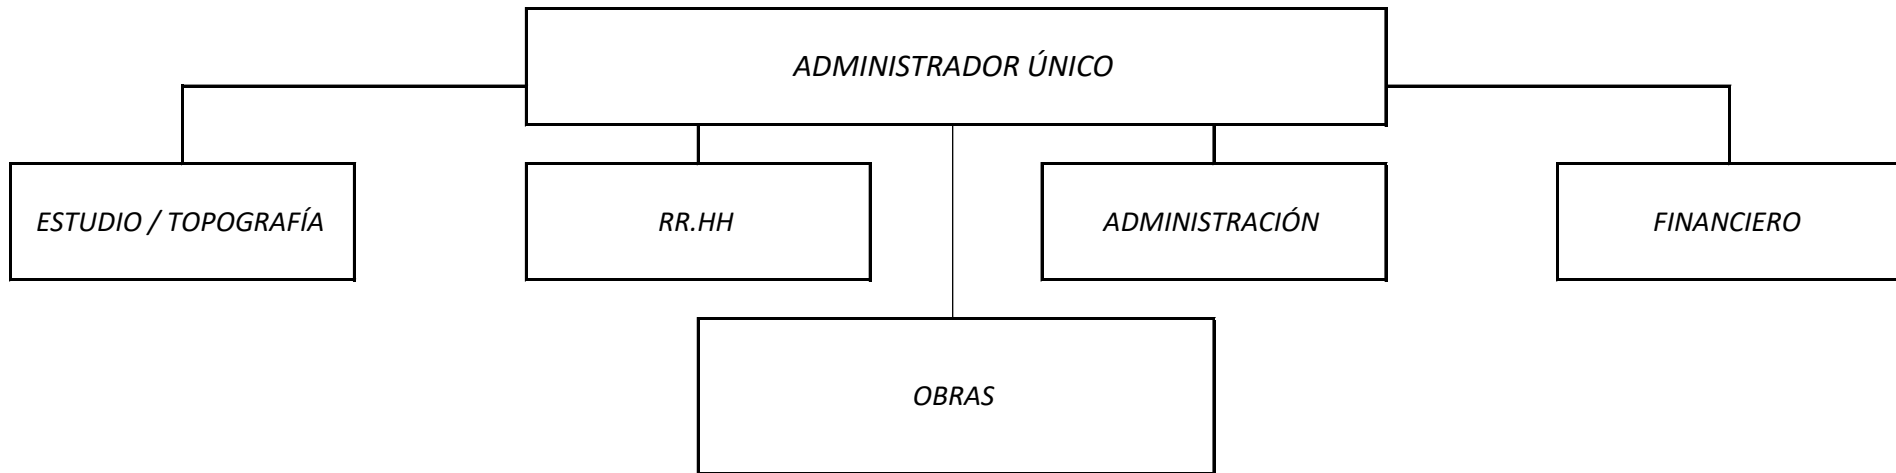 ADMINISTRADOR ÚNICO
ESTUDIO / TOPOGRAFÍA
RR.HH
ADMINISTRACIÓN
FINANCIERO
OBRAS